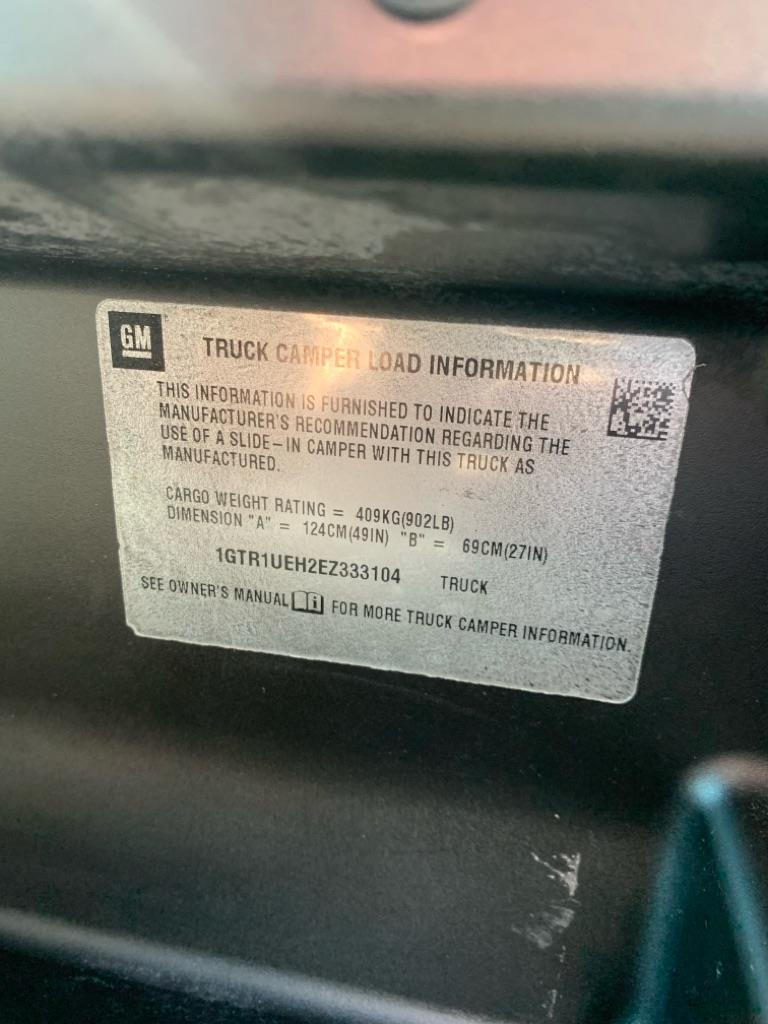 GM
TRUCK CAMPER LOAD INFORMATION
THIS INFORMATION IS FURNISHED TO INDICATE THE
MANUFACTURER'S RECOMMENDATION REGARDING THE
USE OF A SLIDE-IN CAMPER WITH THIS TRUCK AS
MANUFACTURED.
CARGO WEIGHT RATING = 409KG(902LB)
DIMENSION "A" = 124CM(49IN) "B" = 69CM(27IN)
1GTR1UEH2EZ333104 TRUCK
SEE OWNER'S MANUAL FOR MORE TRUCK CAMPER INFORMATION.